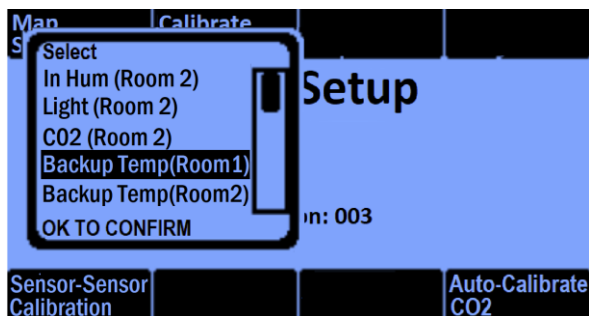 Map
S
Calibrate
Setup
Select
In Hum (Room 2)
Light (Room 2)
CO2 (Room 2)
Backup Temp(Room1)
Backup Temp(Room2)
OK TO CONFIRM
on: 003
Sensor-Sensor
Calibration
Auto-Calibrate
CO2